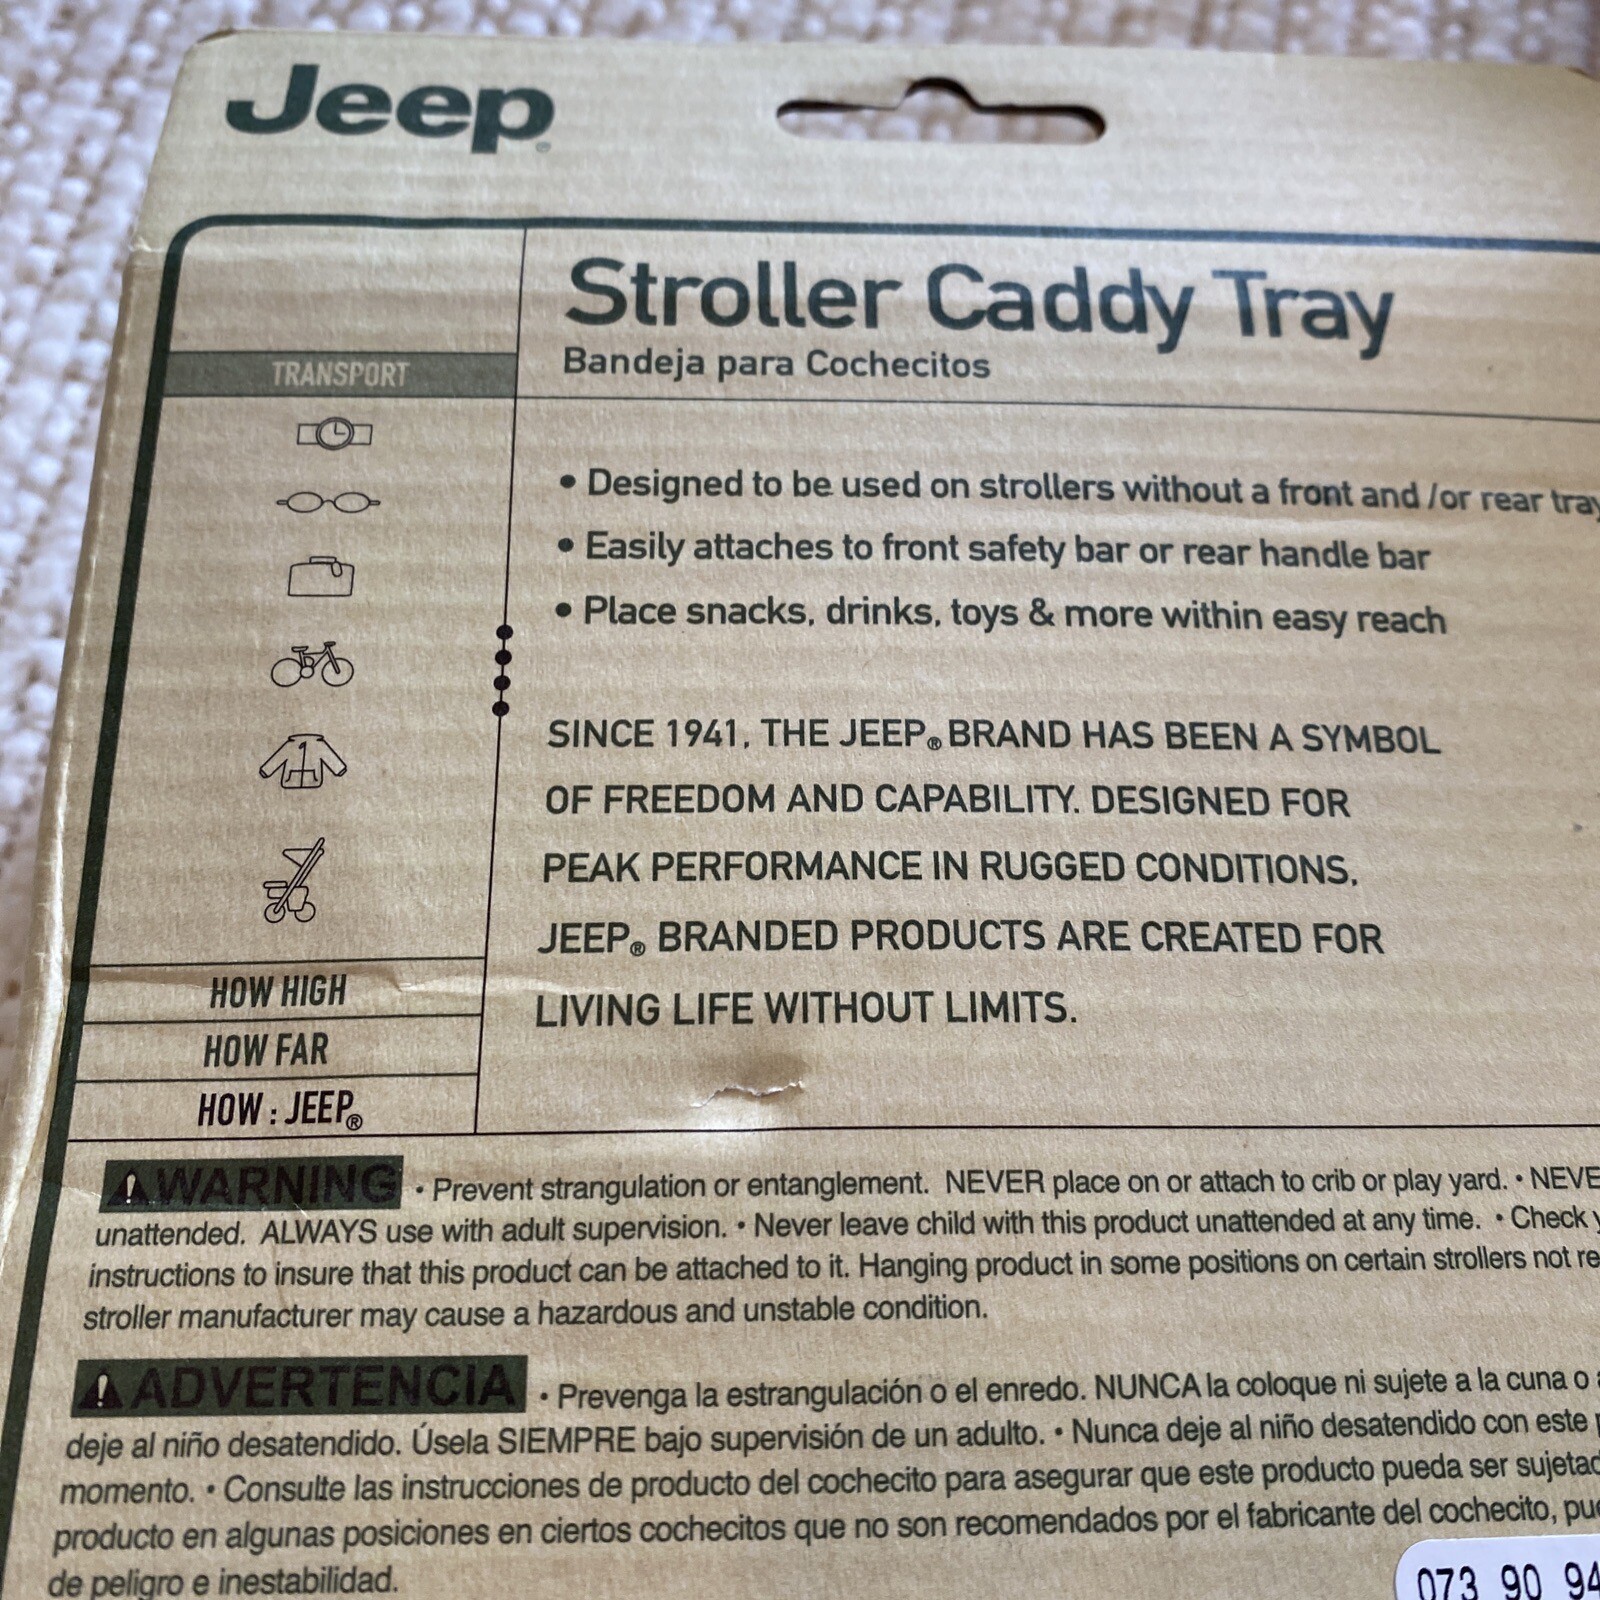 Jeep®
Stroller Caddy Tray
Bandeja para Cochecitos
TRANSPORT
• Designed to be used on strollers without a front and /or rear tray
• Easily attaches to front safety bar or rear handle bar
• Place snacks, drinks, toys & more within easy reach
SINCE 1941, THE JEEP® BRAND HAS BEEN A SYMBOL
OF FREEDOM AND CAPABILITY. DESIGNED FOR
PEAK PERFORMANCE IN RUGGED CONDITIONS,
JEEP® BRANDED PRODUCTS ARE CREATED FOR
LIVING LIFE WITHOUT LIMITS.
1
HOW HIGH
HOW FAR
HOW : JEEP®
⚠WARNING • Prevent strangulation or entanglement. NEVER place on or attach to crib or play yard. •
unattended. ALWAYS use with adult supervision. • Never leave child with this product unattended at any time. • Check
instructions to insure that this product can be attached to it. Hanging product in some positions on certain strollers not
stroller manufacturer may cause a hazardous and unstable condition.
⚠ADVERTENCIA • Prevenga la estrangulación o el enredo. NUNCA la coloque ni sujete a la cuna o
deje al niño desatendido. Úsela SIEMPRE bajo supervisión de un adulto. • Nunca deje al niño desatendido con este
momento. • Consulte las instrucciones de producto del cochecito para asegurar que este producto pueda ser
producto en algunas posiciones en ciertos cochecitos que no son recomendados por el fabricante del cochecito,
de peligro e inestabilidad.
073 90 94